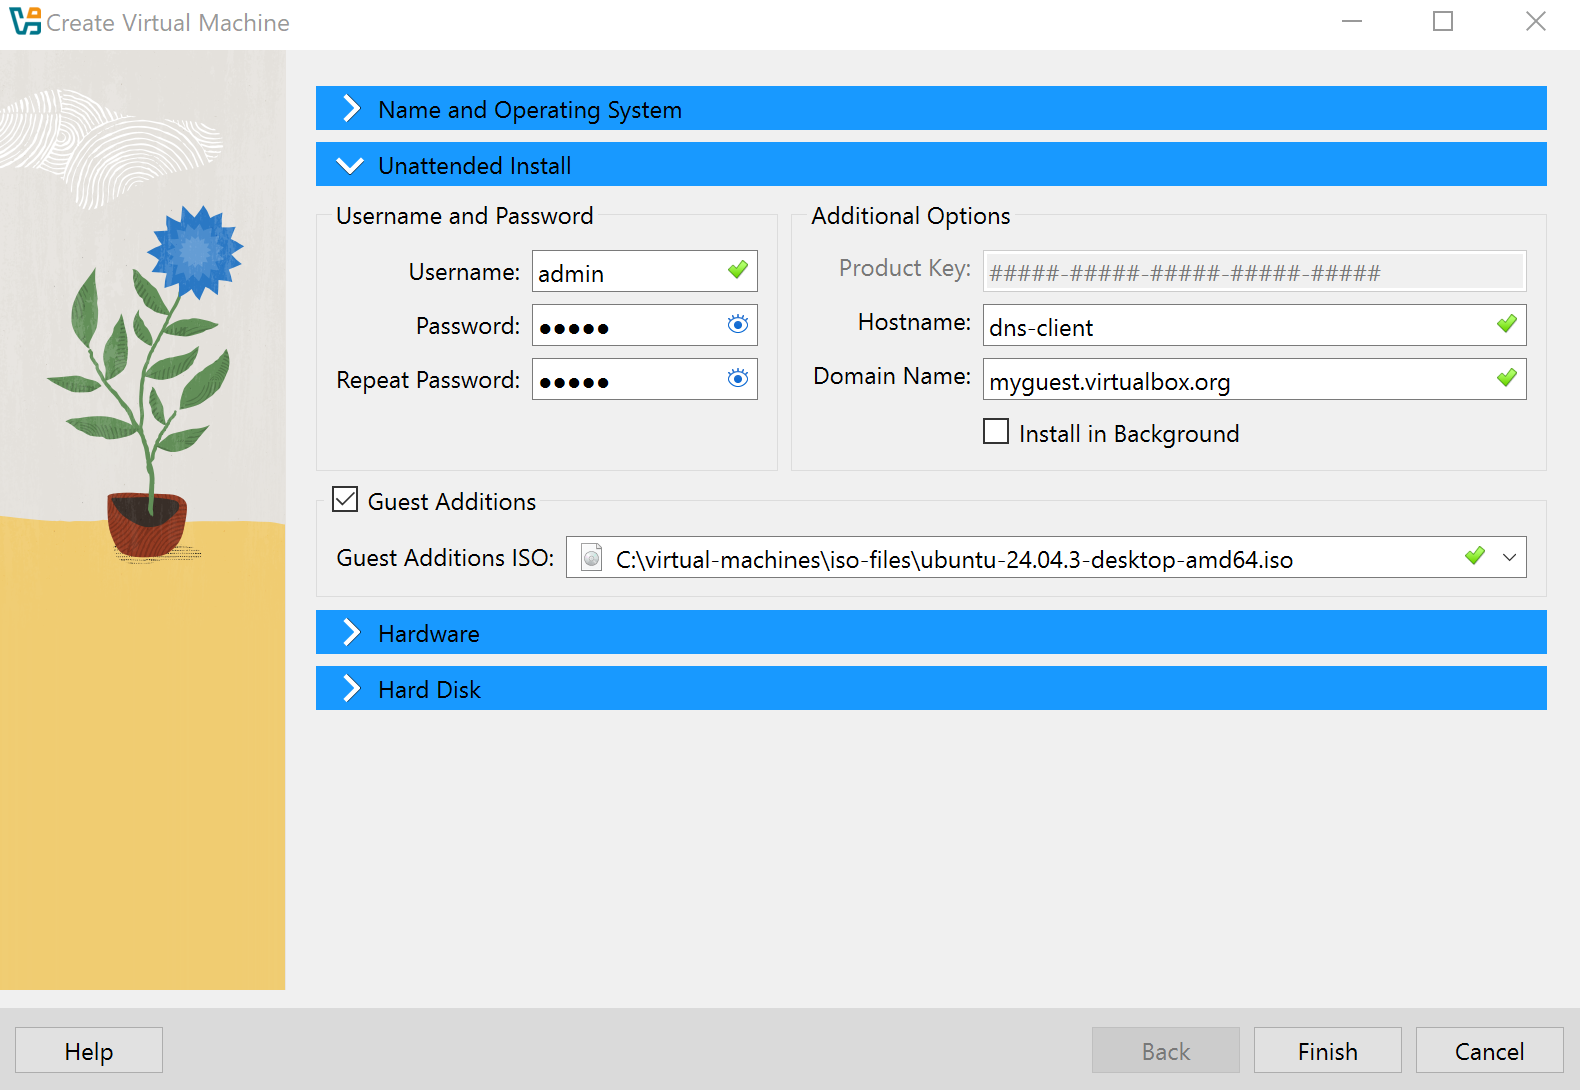 Create Virtual Machine
Name and Operating System
Unattended Install
Username and Password
Username: admin
Password: ●●●●●
Repeat Password: ●●●●●
Additional Options
Product Key: #####-#####-#####-#####-#####
Hostname: dns-client
Domain Name: myguest.virtualbox.org
Install in Background
Guest Additions
Guest Additions ISO: C:\virtual-machines\iso-files\ubuntu-24.04.3-desktop-amd64.iso
Hardware
Hard Disk
Help Back Finish Cancel